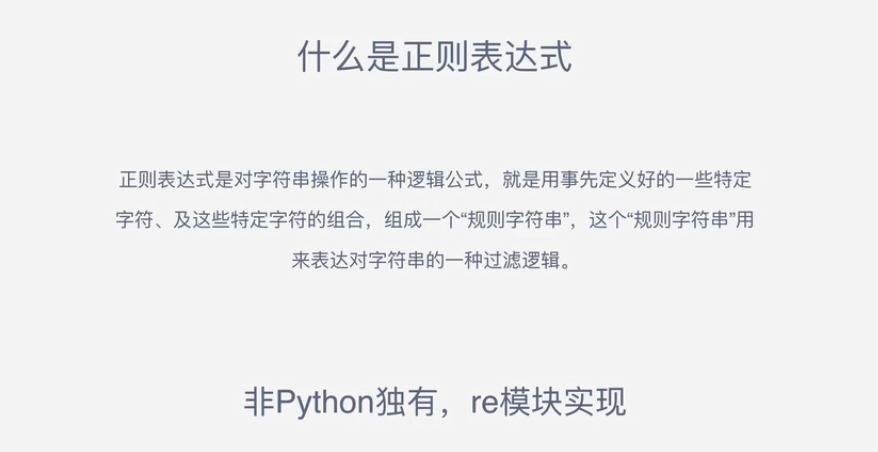 什么是正则表达式
正则表达式是对字符串操作的一种逻辑公式，就是用事先定义好的一些特定
字符、及这些特定字符的组合，组成一个“规则字符串”，这个“规则字符串”用
来表达对字符串的一种过滤逻辑。
非Python独有，re模块实现